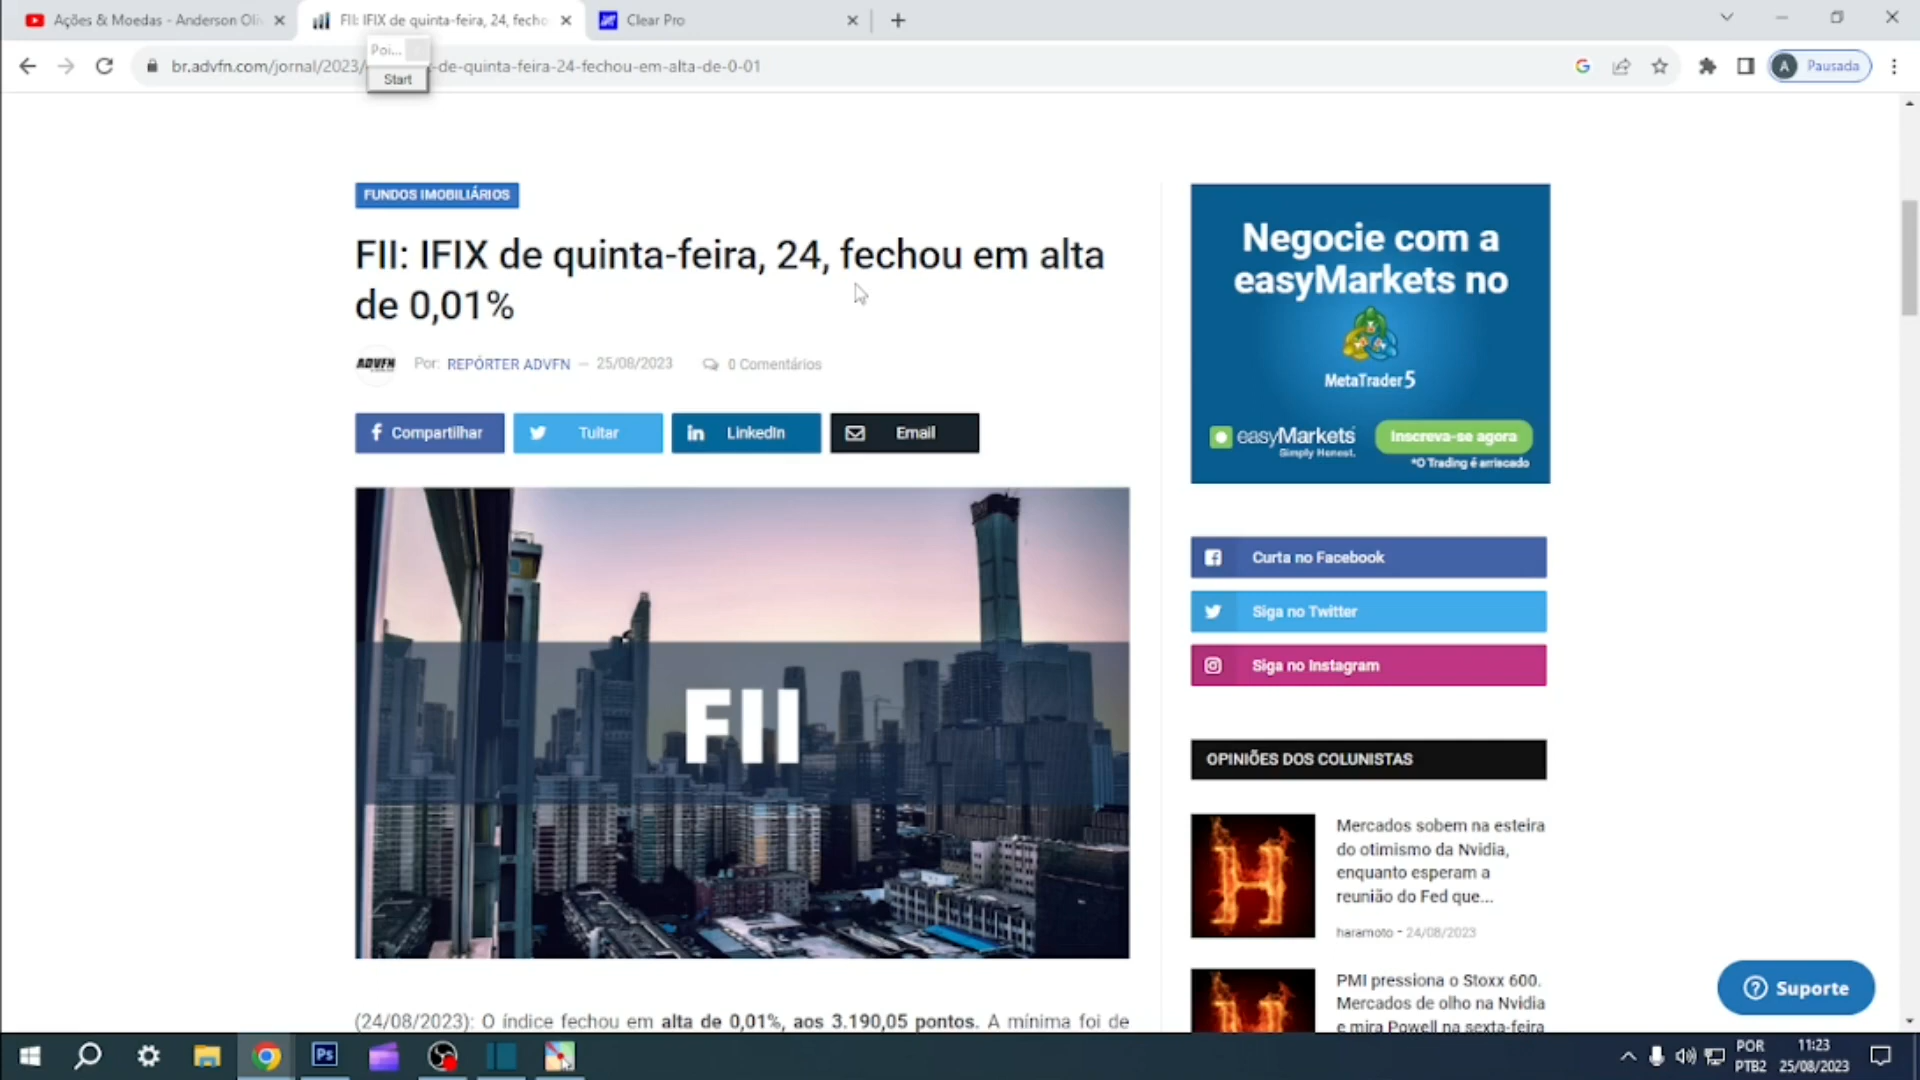 Ações & Moedas - Anderson Oliv
FII: IFIX de quinta-feira, 24, fecho
Clear Pro
Poi...
Start
br.advfn.com/jornal/2023/
-de-quinta-feira-24-fechou-em-alta-de-0-01
A
Pausada
FUNDOS IMOBILIÁRIOS
FII: IFIX de quinta-feira, 24, fechou em alta
de 0,01%
ADVFN
Por: REPÓRTER ADVFN — 25/08/2023
0 Comentários
Compartilhar
Tuitar
LinkedIn
Email
FII
(24/08/2023): O índice fechou em alta de 0,01%, aos 3.190,05 pontos. A mínima foi de
Negocie com a
easyMarkets no
MetaTrader 5
easyMarkets
Simply Honest.
Inscreva-se agora
*O Trading é arriscado
Curta no Facebook
Siga no Twitter
Siga no Instagram
OPINIÕES DOS COLUNISTAS
H
Mercados sobem na esteira
do otimismo da Nvidia,
enquanto esperam a
reunião do Fed que...
haramoto - 24/08/2023
PMI pressiona o Stoxx 600.
Mercados de olho na Nvidia
e mira Powell na sexta-feira
Suporte
Ps
POR
PTB2
11:23
25/08/2023